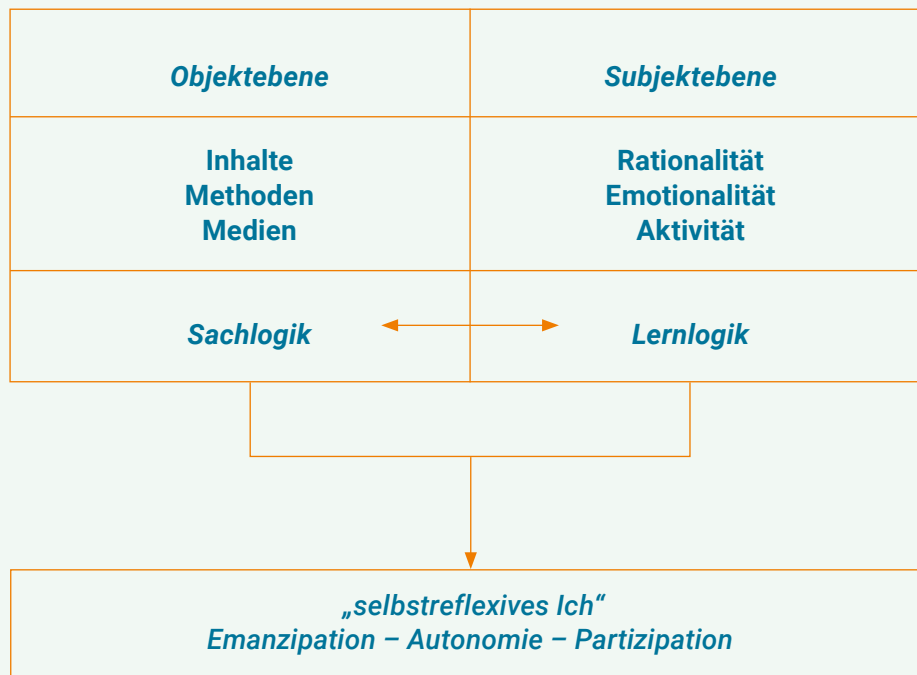 Objektebene
Subjektebene
Inhalte
Methoden
Medien
Rationalität
Emotionalität
Aktivität
Sachlogik
Lernlogik
„selbstreflexives Ich“
Emanzipation – Autonomie – Partizipation